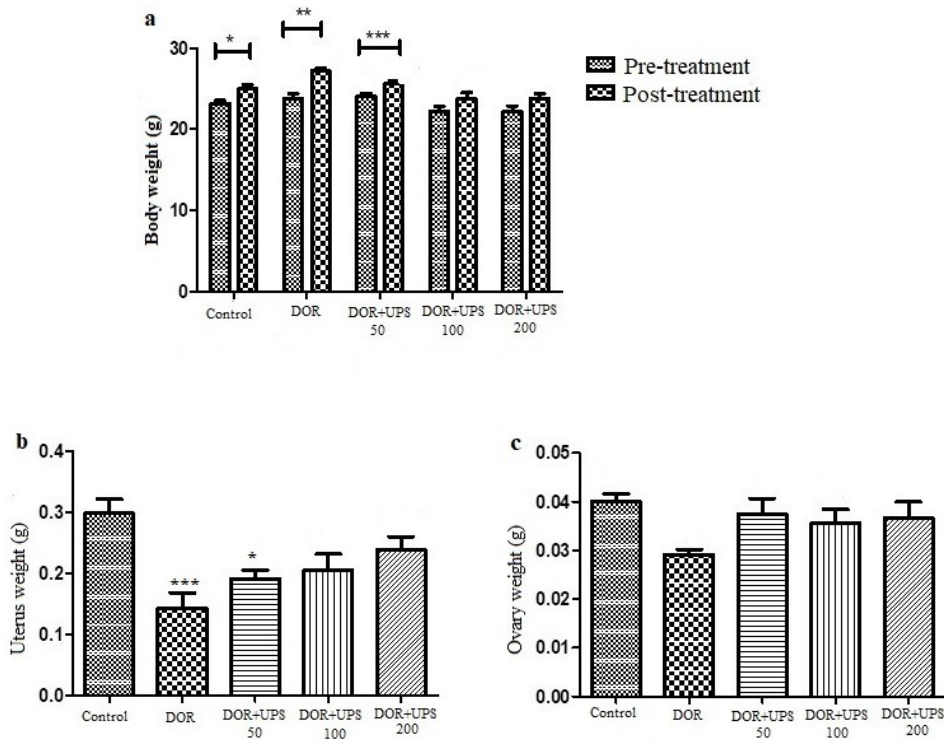 a
* ** ***
30
20
10
0
Body weight (g)
Pre-treatment
Post-treatment
Control DOR DOR+UPS DOR+UPS DOR+UPS
50 100 200
b
0.4
0.3
0.2
0.1
0.0
Uterus weight (g)
*** *
Control DOR DOR+UPS DOR+UPS DOR+UPS
50 100 200
c
0.05
0.04
0.03
0.02
0.01
0.00
Ovary weight (g)
Control DOR DOR+UPS DOR+UPS DOR+UPS
50 100 200